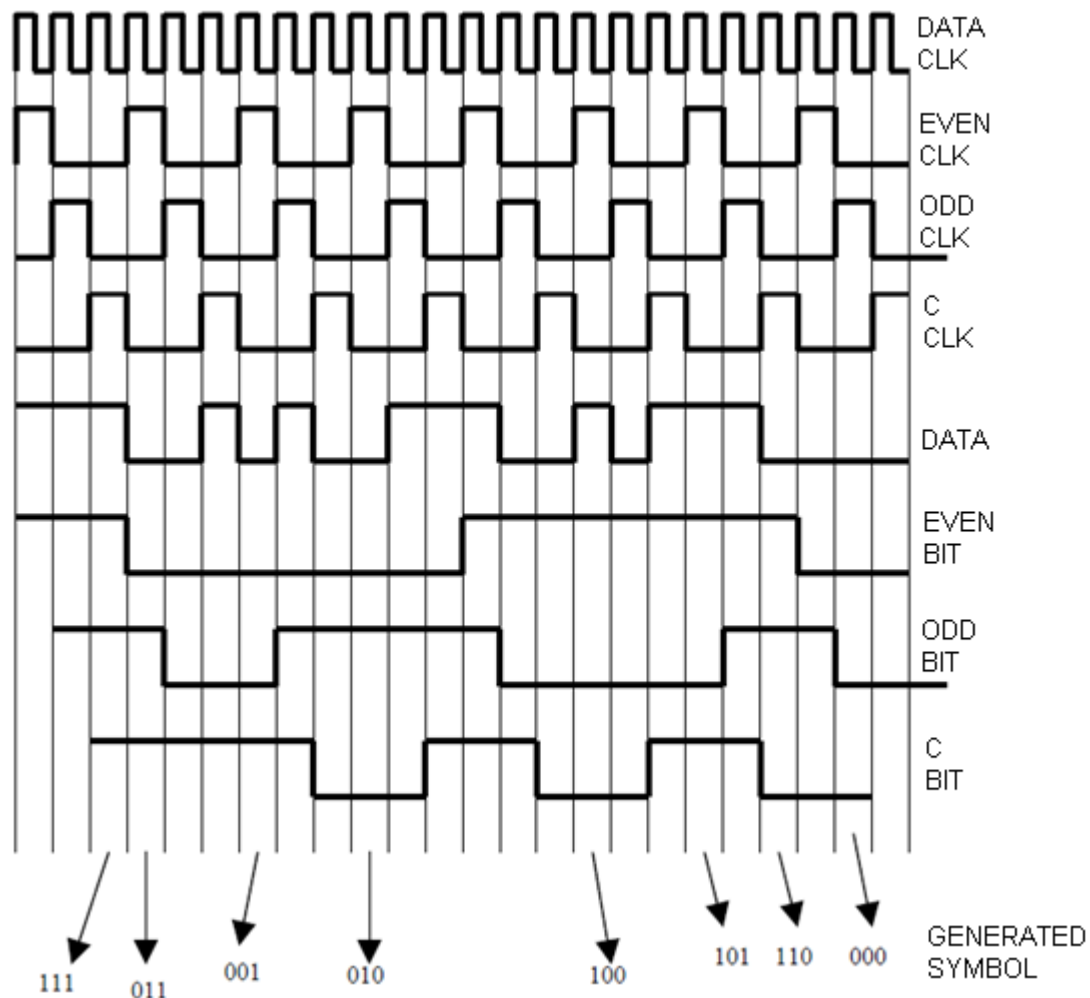 DATA
CLK
EVEN
CLK
ODD
CLK
C
CLK
DATA
EVEN
BIT
ODD
BIT
C
BIT
111
011
001
010
100
101
110
000
GENERATED
SYMBOL